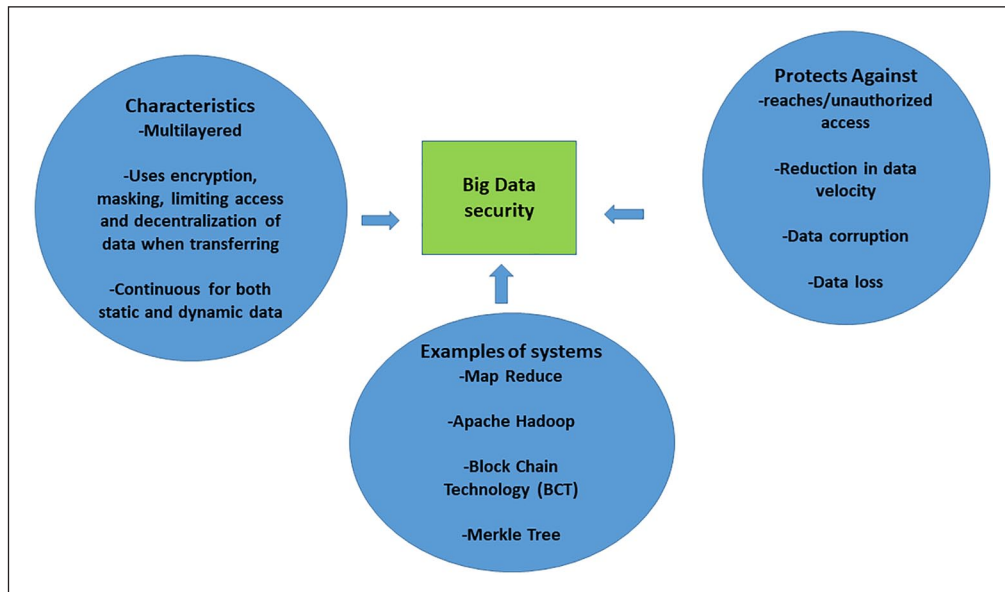 Characteristics
-Multilayered
-Uses encryption,
masking, limiting access
and decentralization of
data when transferring
-Continuous for both
static and dynamic data
Big Data
security
Protects Against
-reaches/unauthorized
access
-Reduction in data
velocity
-Data corruption
-Data loss
Examples of systems
-Map Reduce
-Apache Hadoop
-Block Chain
Technology (BCT)
-Merkle Tree